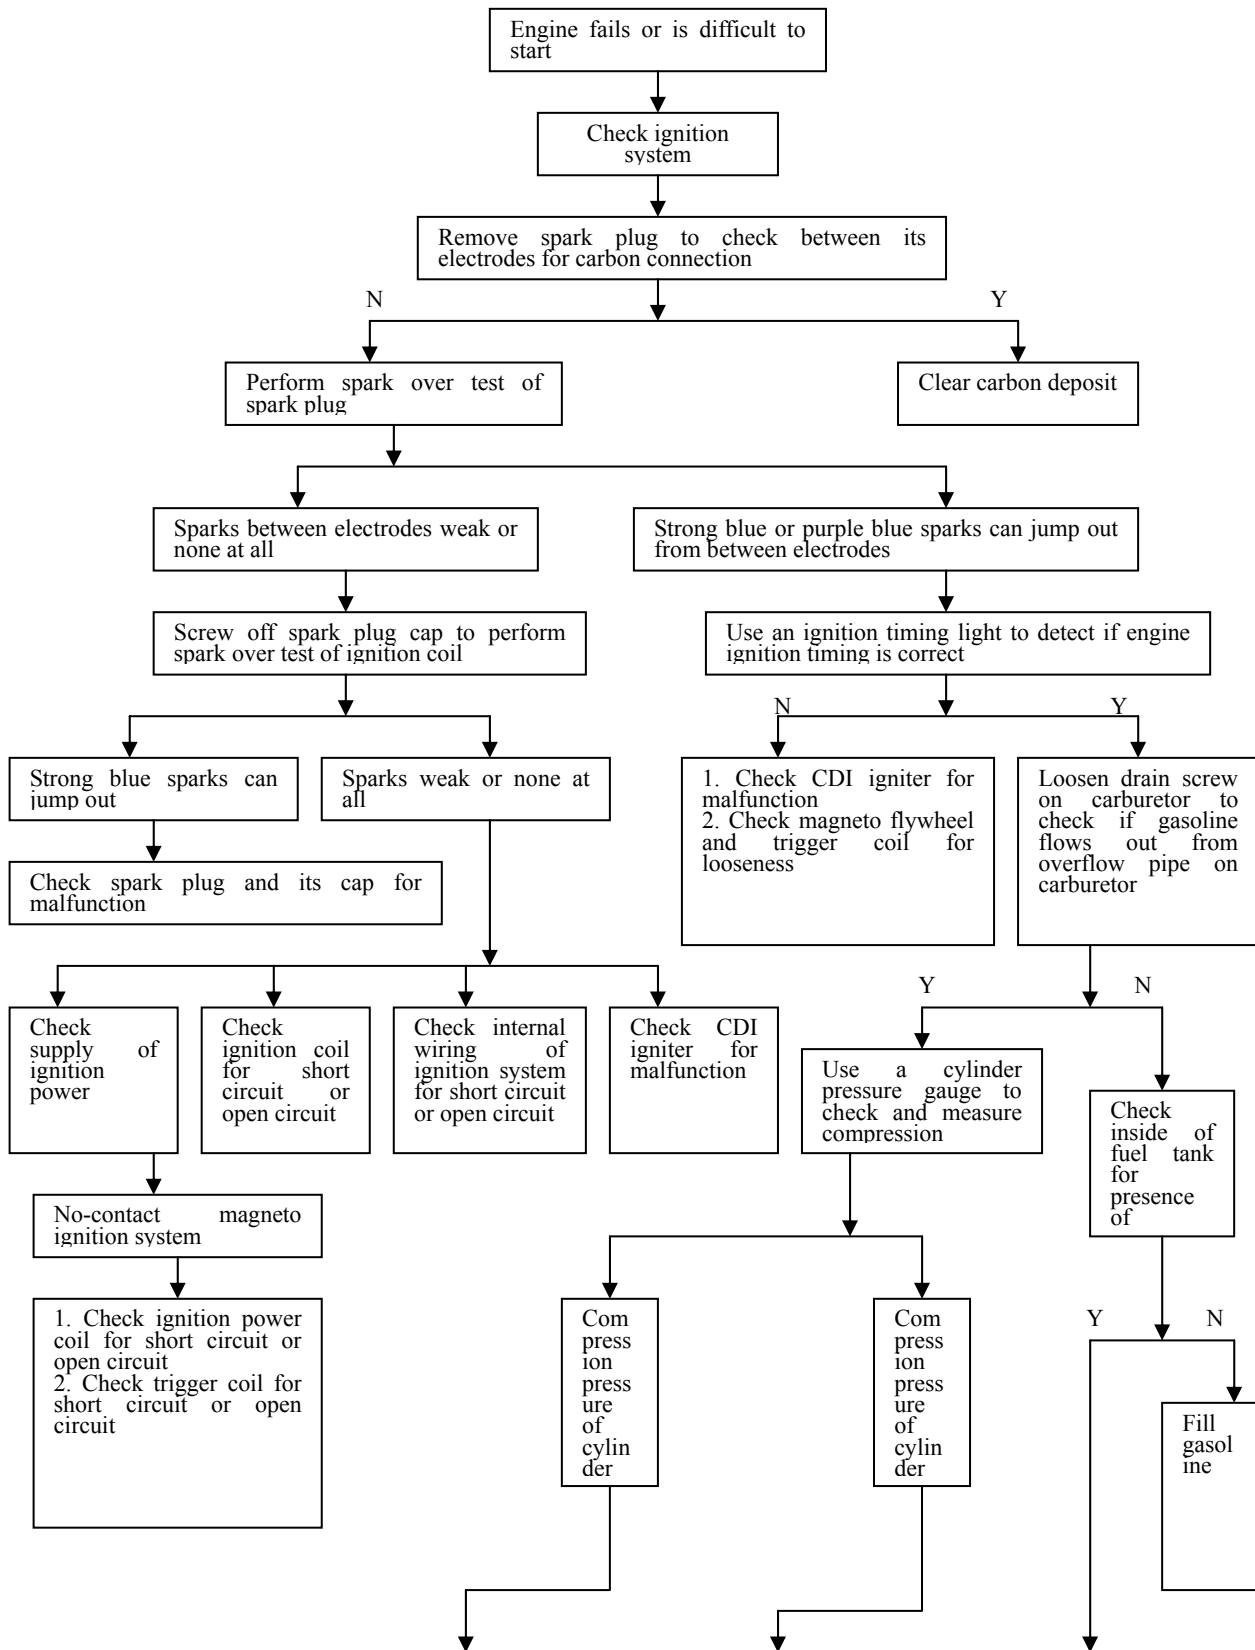 Engine fails or is difficult to
start
Check ignition
system
Remove spark plug to check between its
electrodes for carbon connection
N
Y
Perform spark over test of
spark plug
Clear carbon deposit
Sparks between electrodes weak or
none at all
Strong blue or purple blue sparks can jump out
from between electrodes
Screw off spark plug cap to perform
spark over test of ignition coil
Use an ignition timing light to detect if engine
ignition timing is correct
N
Y
Strong blue sparks can
jump out
Sparks weak or none at
all
1. Check CDI igniter for
malfunction
2. Check magneto flywheel
and trigger coil for
looseness
Loosen drain screw
on carburetor to
check if gasoline
flows out from
overflow pipe on
carburetor
Check spark plug and its cap for
malfunction
Y
N
Check
supply of
ignition
power
Check
ignition coil
for short
circuit or
open circuit
Check internal
wiring of
ignition system
for short circuit
or open circuit
Check CDI
igniter for
malfunction
Use a cylinder
pressure gauge to
check and measure
compression
Check
inside of
fuel tank
for
presence
of
No-contact magneto
ignition system
1. Check ignition power
coil for short circuit or
open circuit
2. Check trigger coil for
short circuit or open
circuit
Com
press
ion
press
ure
of
cylin
der
Com
press
ion
press
ure
of
cylin
der
Y
N
Fill
gasol
ine